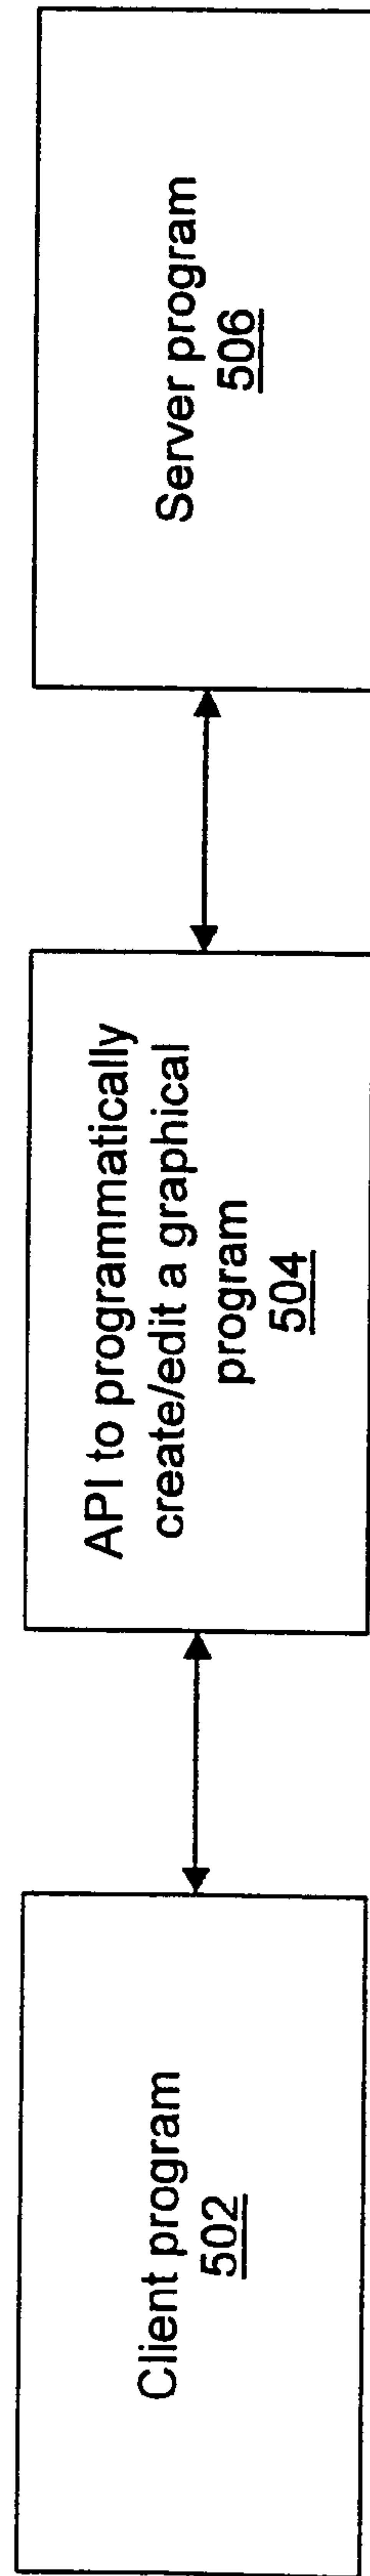 Client program
502
API to programmatically
create/edit a graphical
program
504
Server program
506